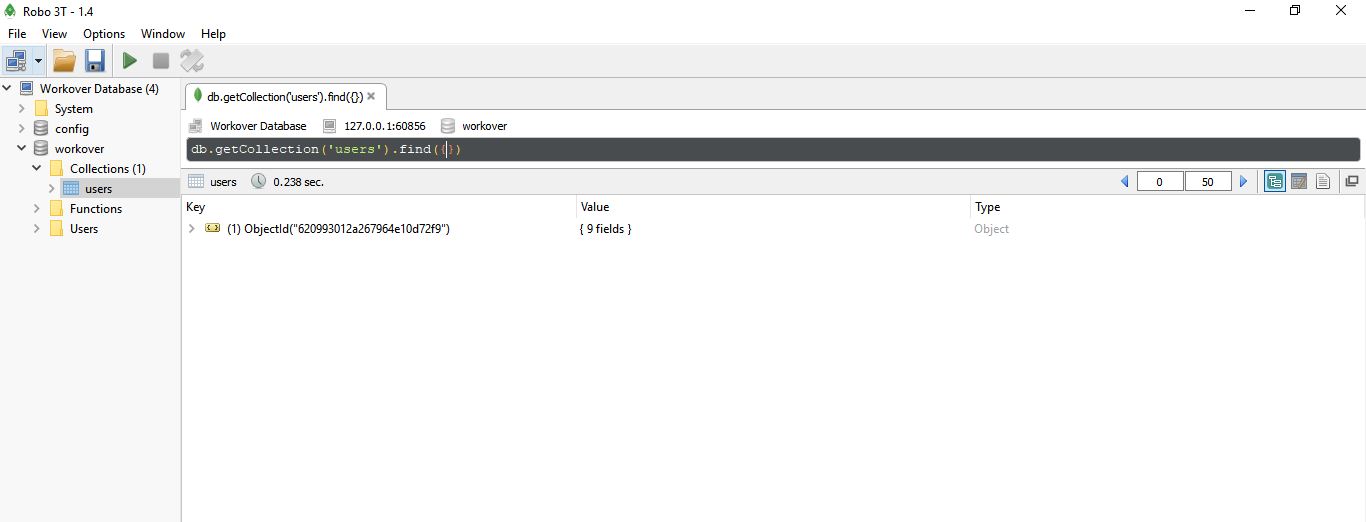 Robo 3T - 1.4
File View Options Window Help
Workover Database (4)
System
config
workover
Collections (1)
users
Functions
Users
db.getCollection('users').find({})
Workover Database 127.0.0.1:60856 workover
db.getCollection('users').find({})
users 0.238 sec. 0 50
Key Value Type
(1) ObjectId("620993012a267964e10d72f9") { 9 fields } Object